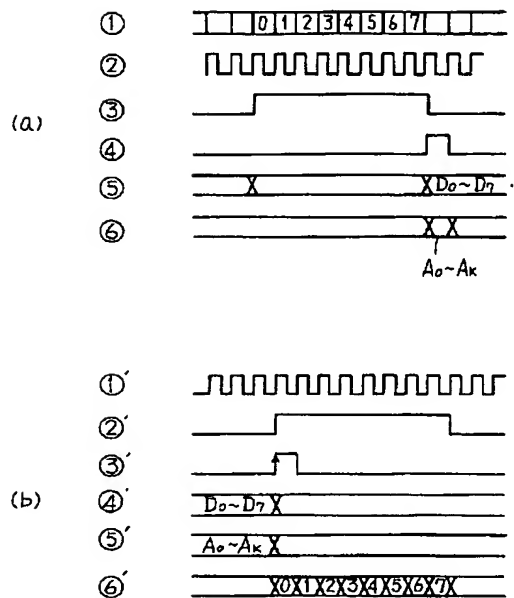 (a)
① 0 1 2 3 4 5 6 7
②
③
④
⑤ D₀~D₇
⑥
A₀~Aₖ
(b)
①′
②′
③′
④′ D₀~D₇
⑤′ A₀~Aₖ
⑥′ 0 1 2 3 4 5 6 7